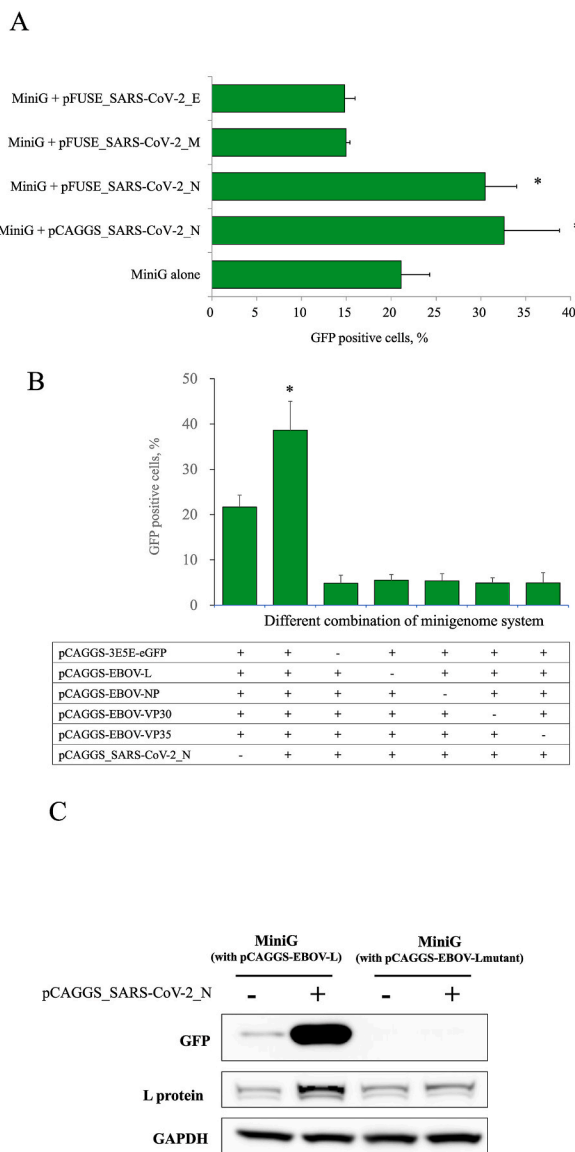 A
MiniG + pFUSE_SARS-CoV-2_E
MiniG + pFUSE_SARS-CoV-2_M
MiniG + pFUSE_SARS-CoV-2_N *
MiniG + pCAGGS_SARS-CoV-2_N *
MiniG alone
0 5 10 15 20 25 30 35 40
GFP positive cells, %
B
GFP positive cells, %
50
40
30
20
10
0
*
Different combination of minigenome system
pCAGGS-3E5E-eGFP + + - + + + +
pCAGGS-EBOV-L + + + - + + +
pCAGGS-EBOV-NP + + + + - + +
pCAGGS-EBOV-VP30 + + + + + - +
pCAGGS-EBOV-VP35 + + + + + + -
pCAGGS_SARS-CoV-2_N - + + + + + +
C
MiniG MiniG
(with pCAGGS-EBOV-L) (with pCAGGS-EBOV-Lmutant)
pCAGGS_SARS-CoV-2_N - + - +
GFP
L protein
GAPDH